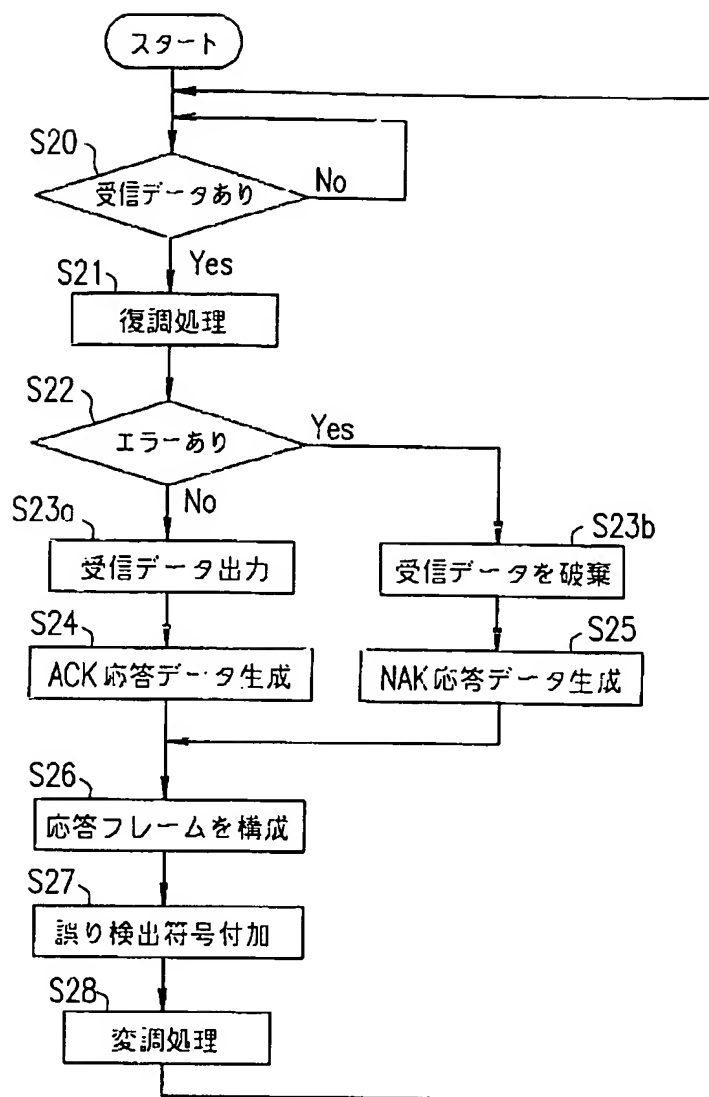 スタート
S20
受信データあり
No
Yes
S21
復調処理
S22
エラーあり
Yes
No
S23a
受信データ出力
S23b
受信データを破棄
S24
ACK応答データ生成
S25
NAK応答データ生成
S26
応答フレームを構成
S27
誤り検出符号付加
S28
変調処理